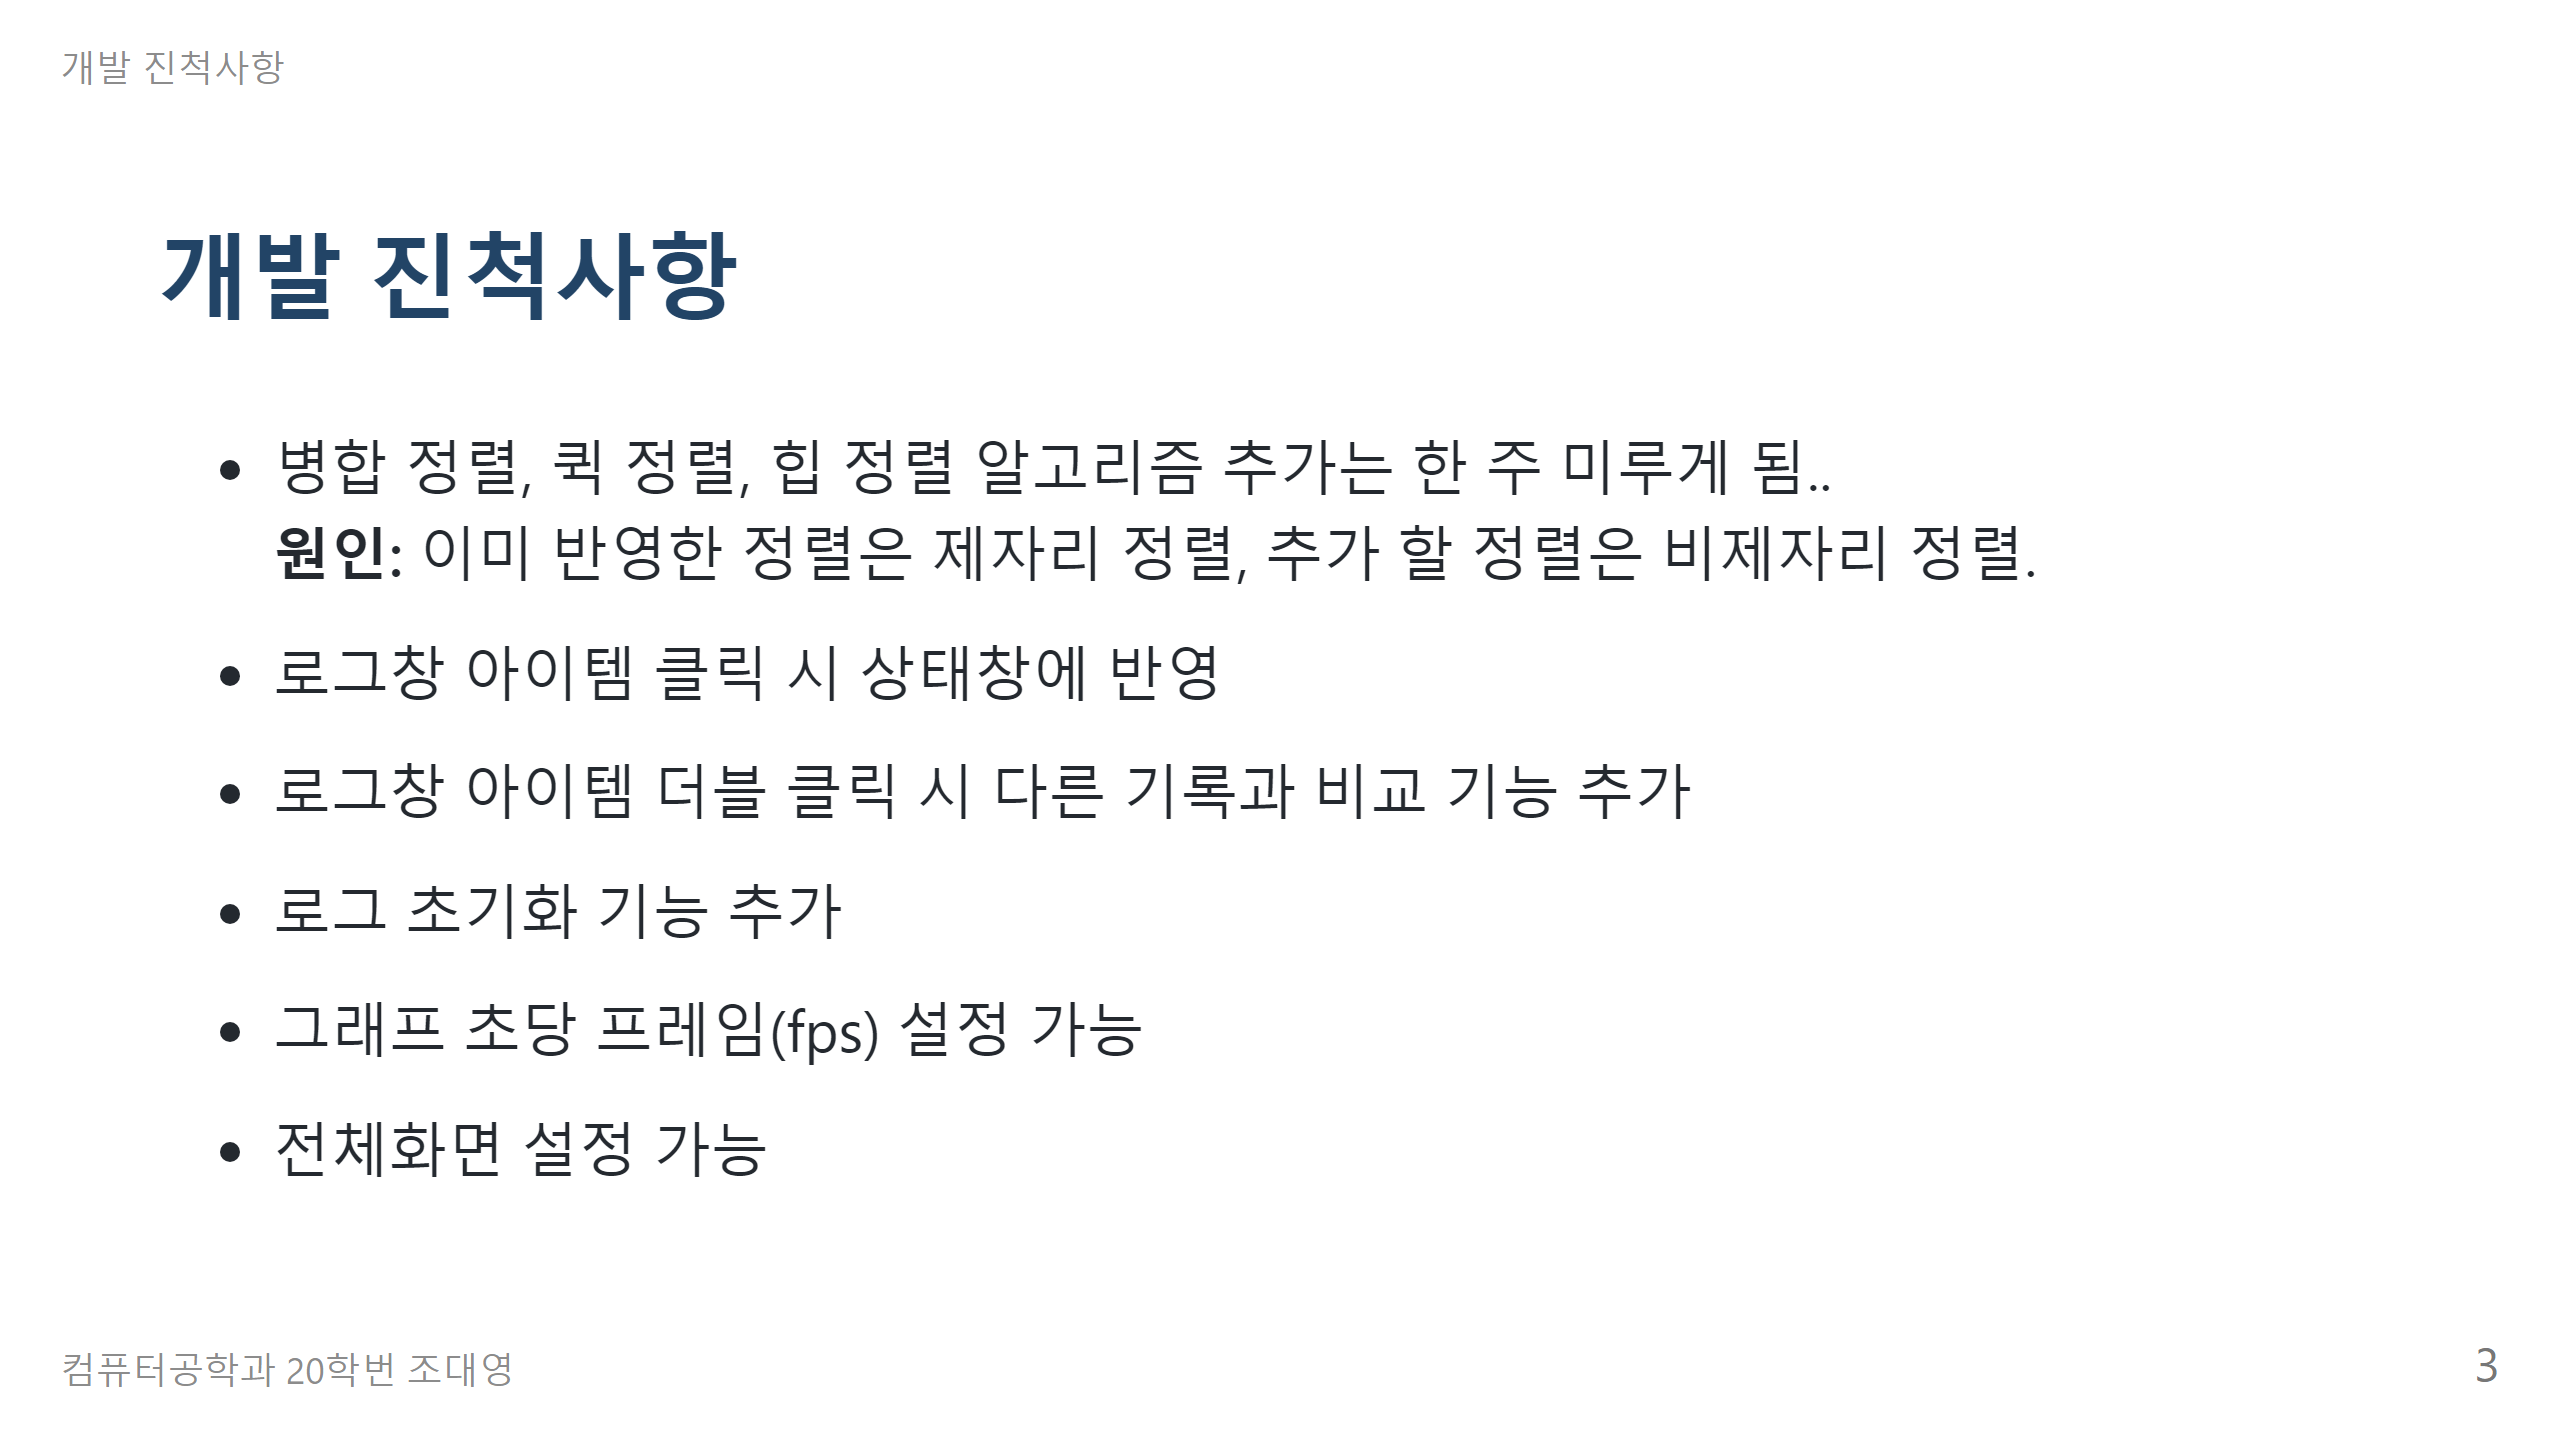 개발 진척사항
개발 진척사항
병합 정렬, 퀵 정렬, 힙 정렬 알고리즘 추가는 한 주 미루게 됨..
원인: 이미 반영한 정렬은 제자리 정렬, 추가 할 정렬은 비제자리 정렬.
로그창 아이템 클릭 시 상태창에 반영
로그창 아이템 더블 클릭 시 다른 기록과 비교 기능 추가
로그 초기화 기능 추가
그래프 초당 프레임(fps) 설정 가능
전체화면 설정 가능
컴퓨터공학과 20학번 조대영
3